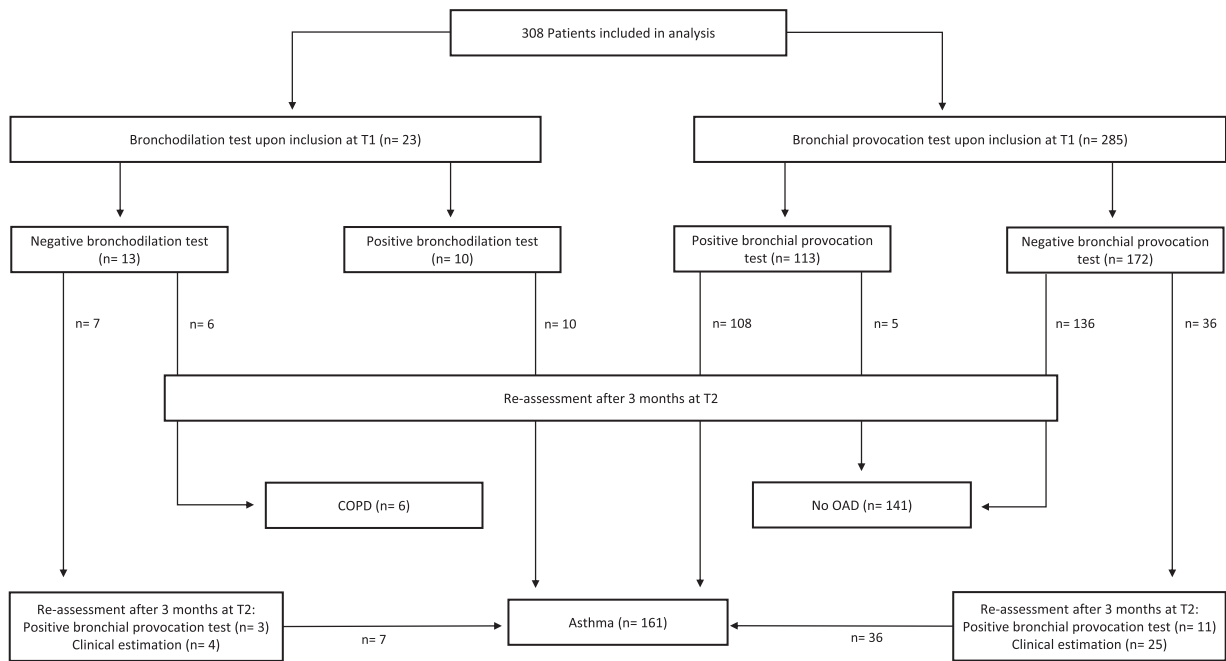 308 Patients included in analysis
Bronchodilation test upon inclusion at T1 (n= 23)
Bronchial provocation test upon inclusion at T1 (n= 285)
Negative bronchodilation test
(n= 13)
Positive bronchodilation test
(n= 10)
Positive bronchial provocation
test (n= 113)
Negative bronchial provocation
test (n= 172)
n= 7
n= 6
n= 10
n= 108
n= 5
n= 136
n= 36
Re-assessment after 3 months at T2
COPD (n= 6)
No OAD (n= 141)
Re-assessment after 3 months at T2:
Positive bronchial provocation test (n= 3)
Clinical estimation (n= 4)
n= 7
Asthma (n= 161)
n= 36
Re-assessment after 3 months at T2:
Positive bronchial provocation test (n= 11)
Clinical estimation (n= 25)